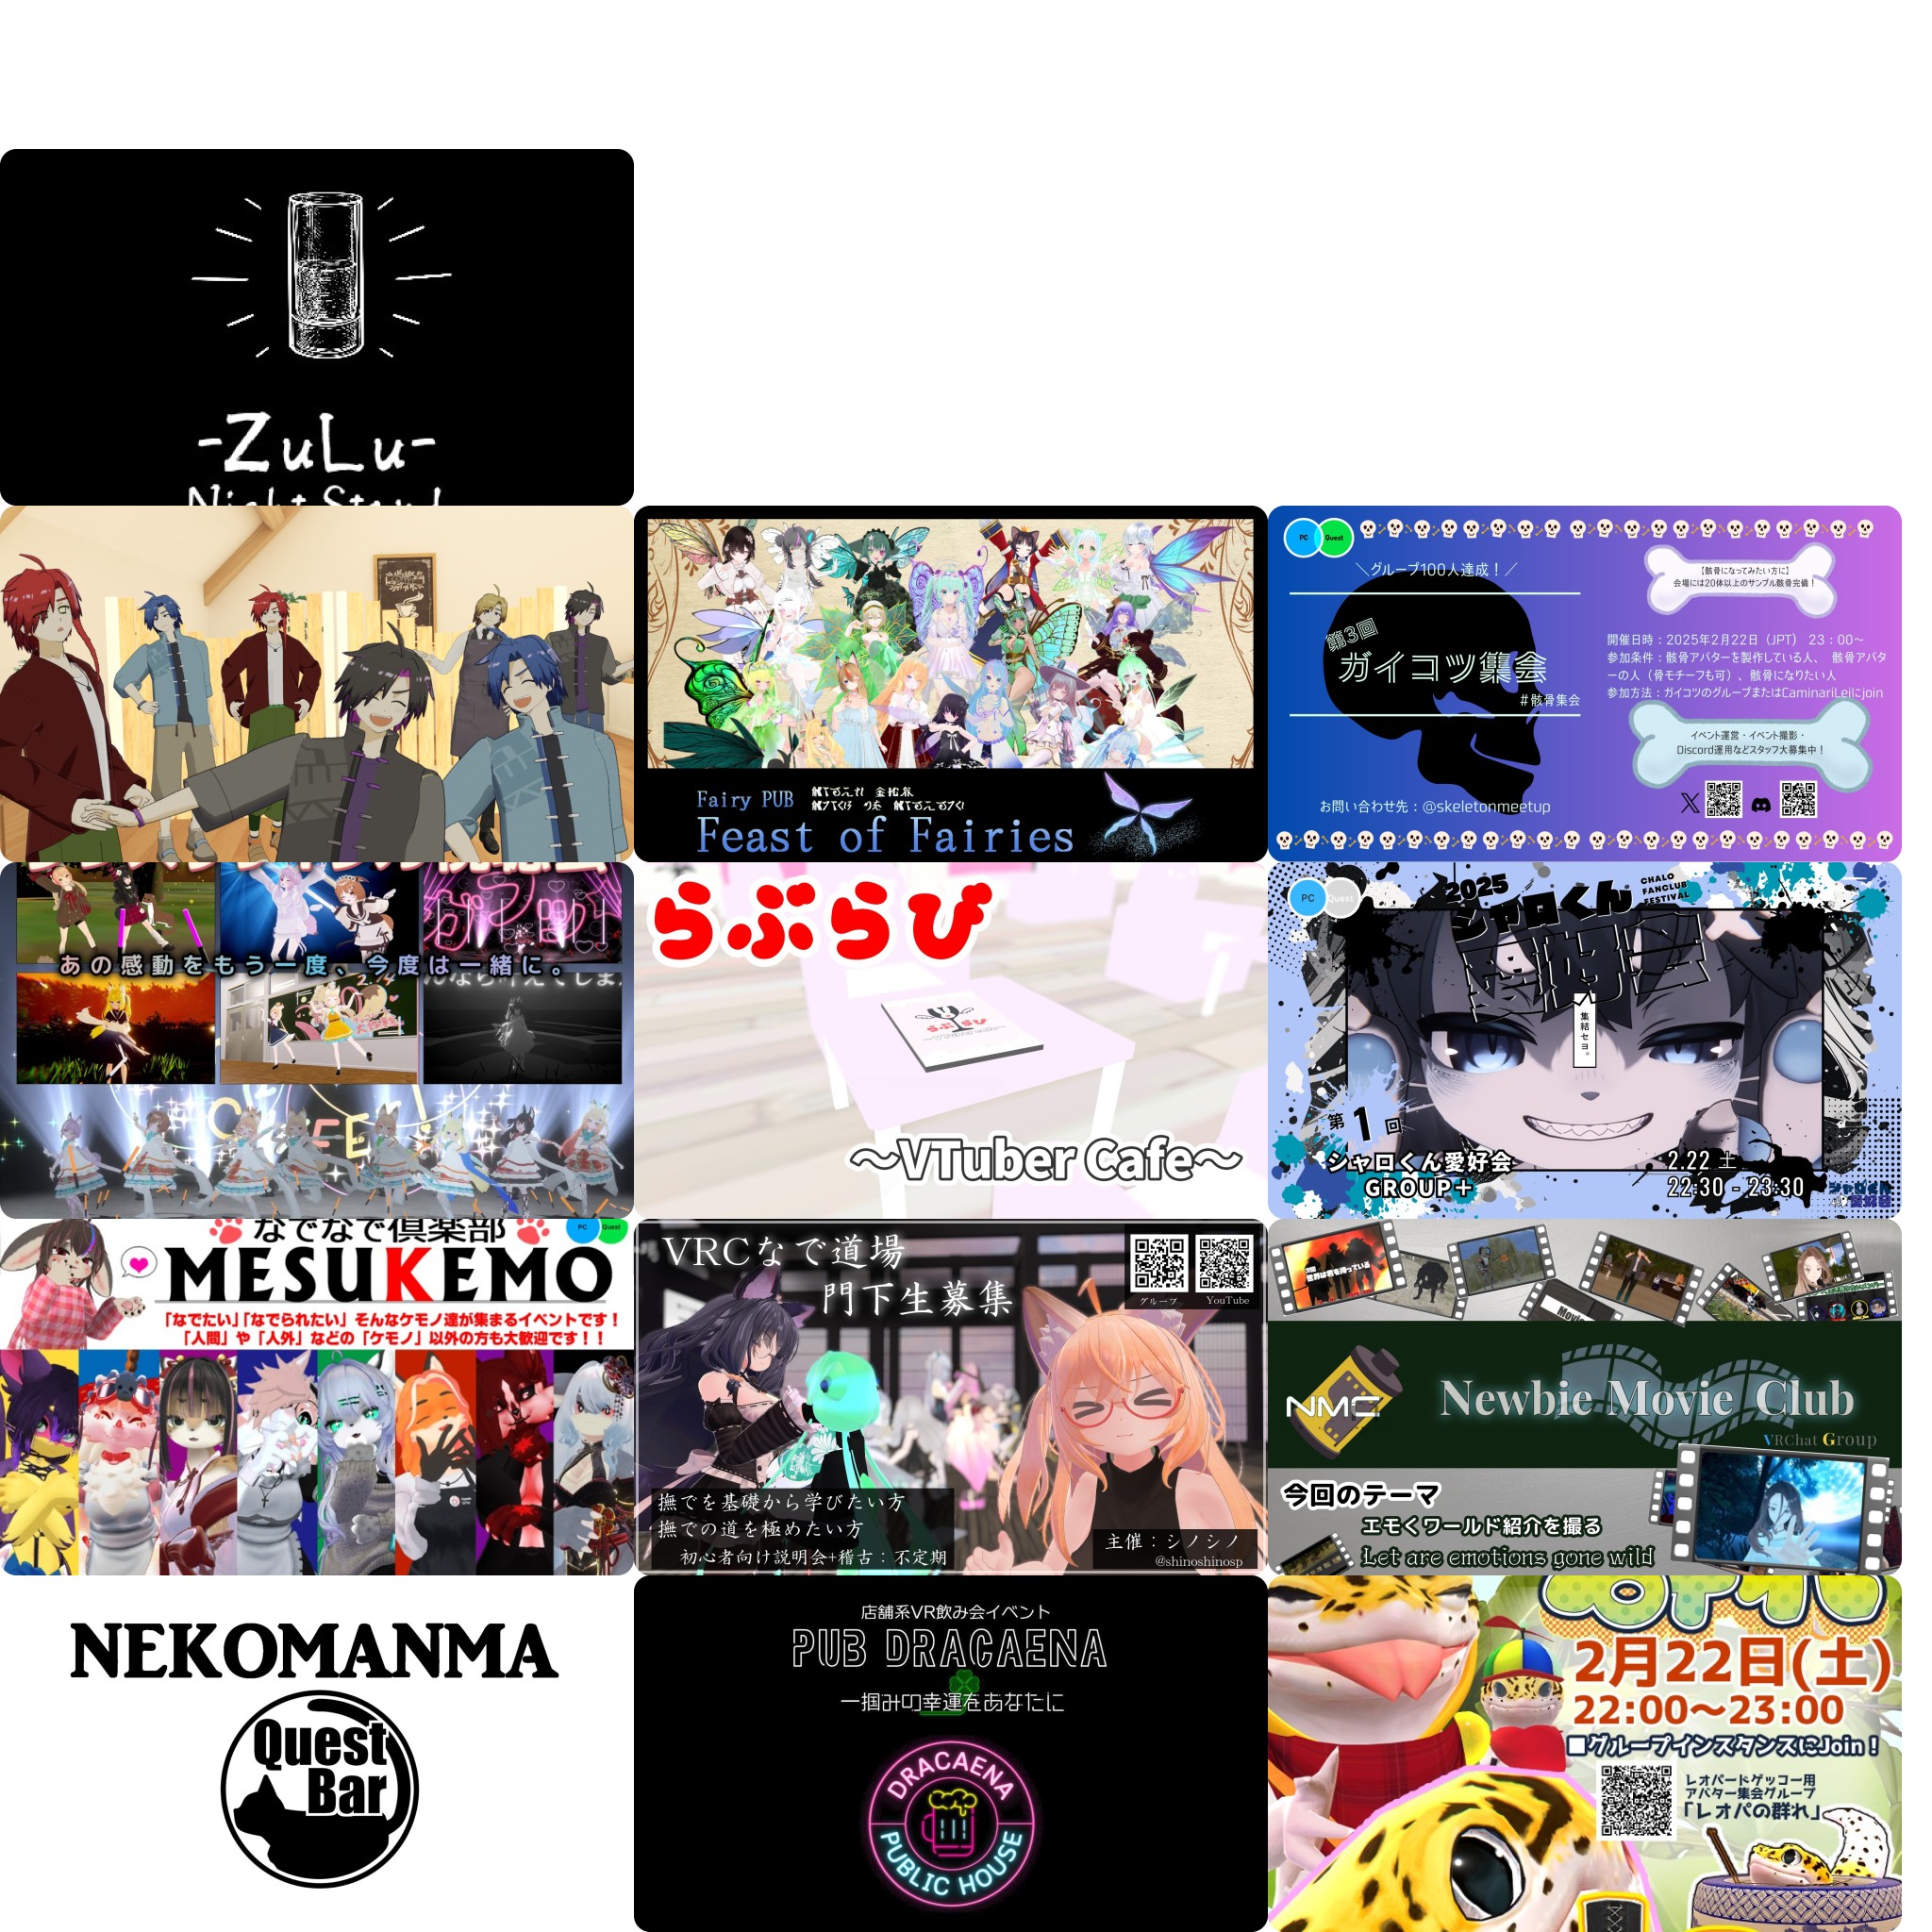 -ZuLu-
Night Stand
Fairy PUB
Feast of Fairies
PC
Quest
＼グループ100人達成！／
第3回
ガイコツ集会
#骸骨集会
お問い合わせ先：@skeletonmeetup
【骸骨になってみたい方に】
会場には20体以上のサンプル骸骨完備！
開催日時：2025年2月22日（JPT） 23：00～
参加条件：骸骨アバターを製作している人、 骸骨アバタ
ーの人（骨モチーフも可）、骸骨になりたい人
参加方法：ガイコツのグループまたはCaminariLeiにjoin
イベント運営・イベント撮影・
Discord運用などスタッフ大募集中！
あの感動をもう一度、今度は一緒に。
らぶらび
らぶらび
～VTuber Cafe～
PC
Quest
2025
シャロくん
愛好会
CHALO
FANCLUB
FESTIVAL
集結セヨ。
第1回
シャロくん愛好会
GROUP＋
2.22 土
22:30 - 23:30
なでなで倶楽部
PC
Quest
MESUKEMO
「なでたい」「なでられたい」そんなケモノ達が集まるイベントです！
「人間」や「人外」などの「ケモノ」以外の方も大歓迎です！！
VRCなで道場
門下生募集
グループ
YouTube
撫でを基礎から学びたい方
撫での道を極めたい方
初心者向け説明会+稽古：不定期
主催：シノシノ
@shinoshinosp
NMC
Newbie Movie Club
VRChat Group
今回のテーマ
エモくワールド紹介を撮る
Let are emotions gone wild
NEKOMANMA
Quest
Bar
店舗系VR飲み会イベント
PUB DRACAENA
一掴みの幸運をあなたに
DRACAENA
PUBLIC HOUSE
2月22日(土)
22:00～23:00
■グループインスタンスにJoin！
レオパードゲッコー用
アバター集会グループ
「レオパの群れ」